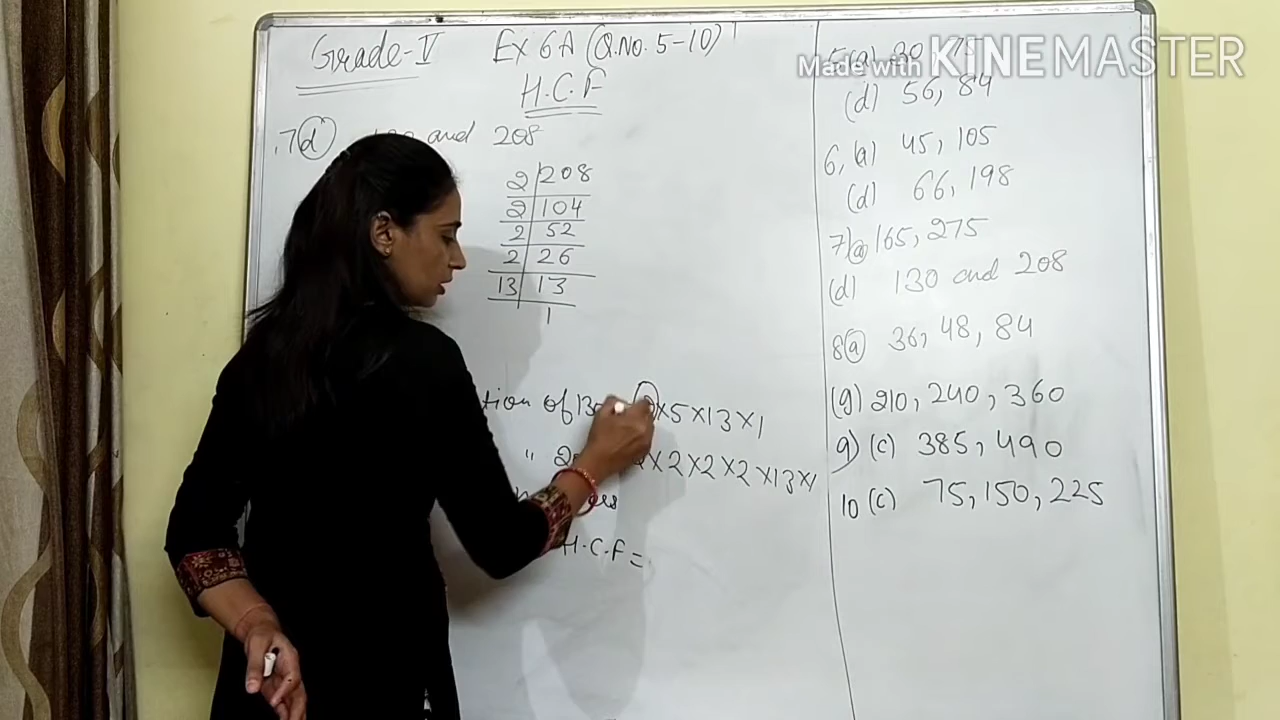 Grade-V Ex 6A (Q.No. 5-10)
H.C.F
7(d) and 208
2 | 208
2 | 104
2 | 52
2 | 26
13 | 13
1
tion of ×5×13×1
" ×2×2×2×13×1
H.C.F =
Made with KINEMASTER
(d) 56, 84
6, (a) 45, 105
(d) 66, 198
7) (a) 165, 275
(d) 130 and 208
8(a) 36, 48, 84
(g) 210, 240, 360
9) (c) 385, 490
10 (c) 75, 150, 225